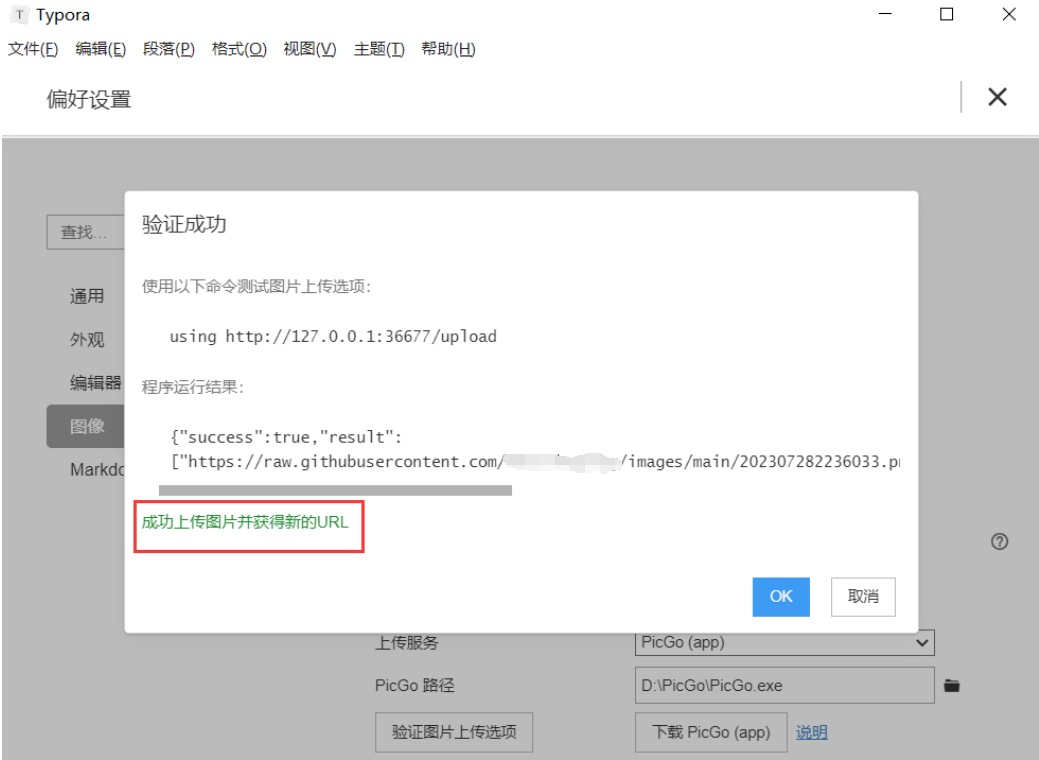 Typora
文件(F) 编辑(E) 段落(P) 格式(O) 视图(V) 主题(T) 帮助(H)
偏好设置
查找...
通用
外观
编辑器
图像
Markdo
验证成功
使用以下命令测试图片上传选项:
using http://127.0.0.1:36677/upload
程序运行结果:
{"success":true,"result":
["https://raw.githubusercontent.com/ /images/main/202307282236033.pn
成功上传图片并获得新的URL
OK 取消
上传服务 PicGo (app)
PicGo 路径 D:\PicGo\PicGo.exe
验证图片上传选项 下载 PicGo (app) 说明